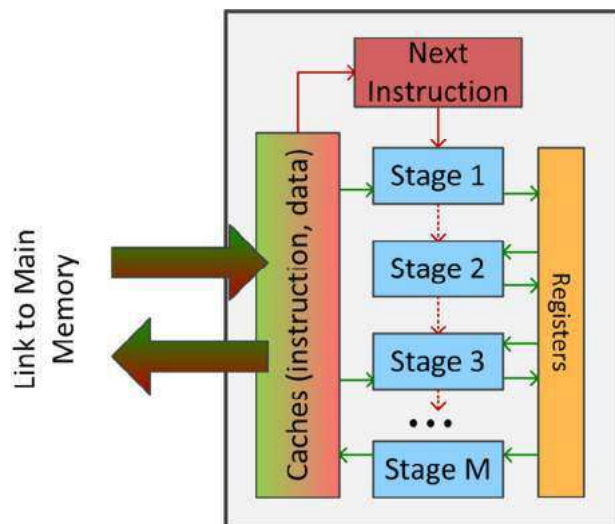 Next
Instruction
Link to Main
Memory
Caches (instruction, data)
Stage 1
Stage 2
Stage 3
•••
Stage M
Registers